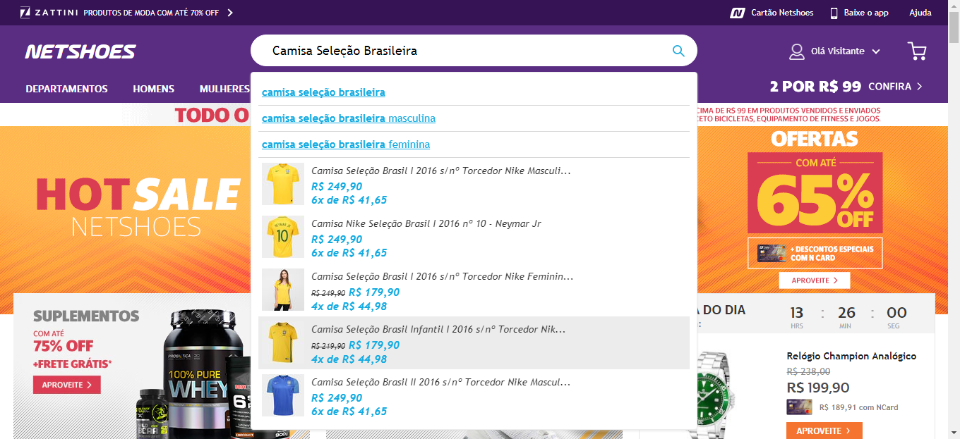 ZATTINI PRODUTOS DE MODA COM ATÉ 70% OFF
Cartão Netshoes
Baixe o app
Ajuda
NETSHOES
Camisa Seleção Brasileira
Olá Visitante
DEPARTAMENTOS
HOMENS
MULHERES
2 POR R$ 99 CONFIRA
camisa seleção brasileira
camisa seleção brasileira masculina
camisa seleção brasileira feminina
Camisa Seleção Brasil I 2016 s/nº Torcedor Nike Masculi...
R$ 249,90
6x de R$ 41,65
Camisa Nike Seleção Brasil I 2016 nº 10 - Neymar Jr
R$ 249,90
6x de R$ 41,65
Camisa Seleção Brasil I 2016 s/nº Torcedor Nike Feminin...
R$ 249,90 R$ 179,90
4x de R$ 44,98
Camisa Seleção Brasil Infantil I 2016 s/nº Torcedor Nik...
R$ 219,90 R$ 179,90
4x de R$ 44,98
Camisa Seleção Brasil II 2016 s/nº Torcedor Nike Mascul...
R$ 249,90
6x de R$ 41,65
TODO O
CIMA DE R$ 99 EM PRODUTOS VENDIDOS E ENVIADOS
CETO BICICLETAS, EQUIPAMENTO DE FITNESS E JOGOS.
HOT SALE
NETSHOES
OFERTAS
COM ATÉ
65% OFF
+ DESCONTOS ESPECIAIS
COM N CARD
APROVEITE
SUPLEMENTOS
COM ATÉ
75% OFF
+FRETE GRÁTIS*
APROVEITE
100% PURE
WHEY
DO DIA
13 : 26 : 00
HRS MIN SEG
Relógio Champion Analógico
R$ 238,00
R$ 199,90
R$ 189,91 com NCard
APROVEITE